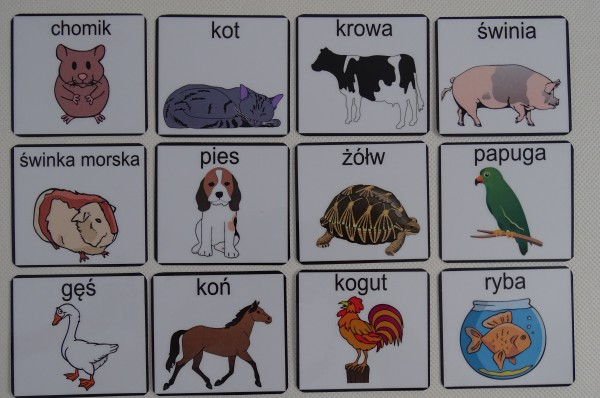 chomik
kot
krowa
świnia
świnka morska
pies
żółw
papuga
gęś
koń
kogut
ryba